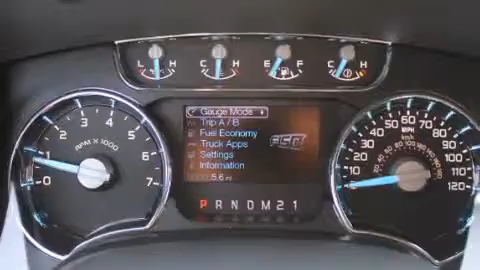 L H C H E F C H
Gauge Mode
Trip A / B
Fuel Economy
Truck Apps
Settings
Information
5.6 mi
P R N D M 2 1
1 2 3 4 5 6 7
RPM X 1000
10 20 30 40 50 60 70 80 90 100 110 120
MPH